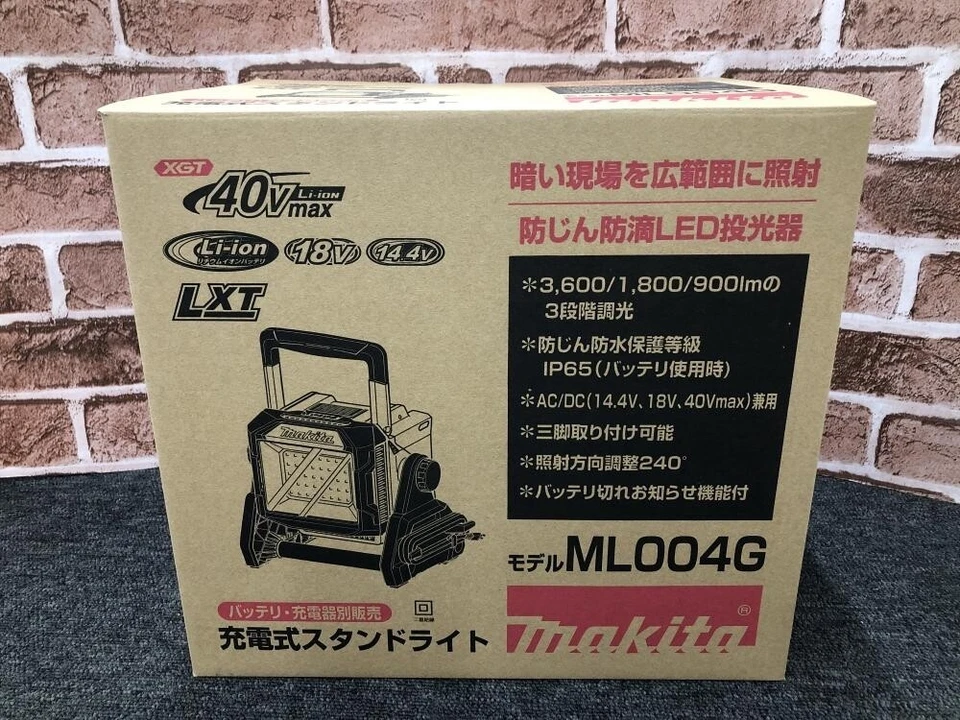 XGT
40Vmax Li-ion
Li-ion 18V 14.4V
リチウムイオンバッテリ
LXT
暗い現場を広範囲に照射
防じん防滴LED投光器
＊3,600/1,800/900lmの
3段階調光
＊防じん防水保護等級
IP65(バッテリ使用時)
＊AC/DC(14.4V、18V、40Vmax)兼用
＊三脚取り付け可能
＊照射方向調整240°
＊バッテリ切れお知らせ機能付
makita
モデルML004G
バッテリ・充電器別販売
充電式スタンドライト
makita®